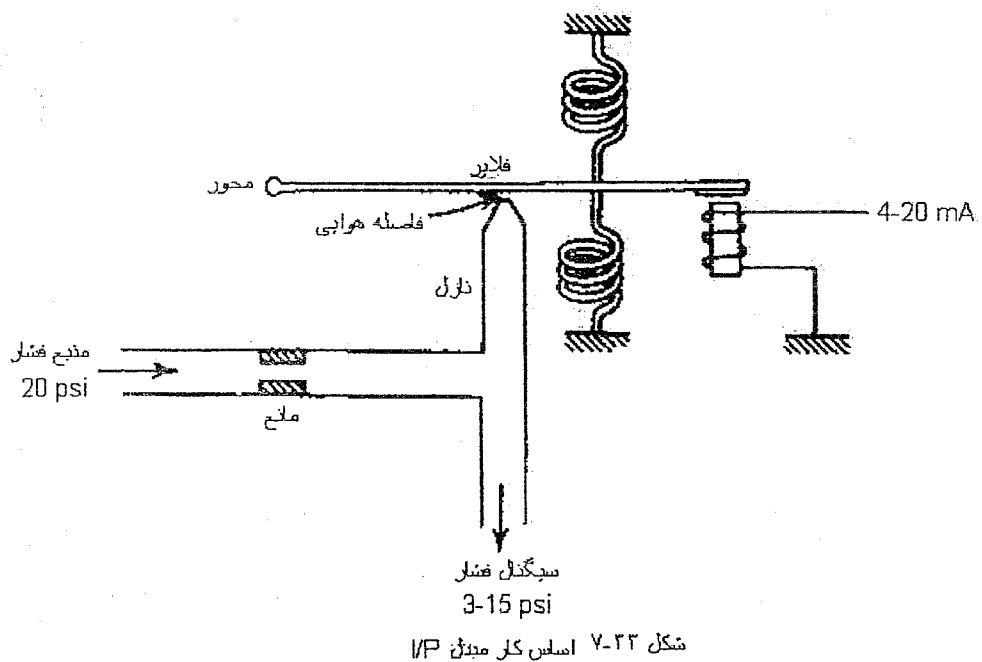 فلاپر
محور
فاصله هوایی
4-20 mA
نازل
منبع فشار
20 psi
مانع
سیگنال فشار
3-15 psi
شکل ۲۳-۷ اساس کار مبدل I/P